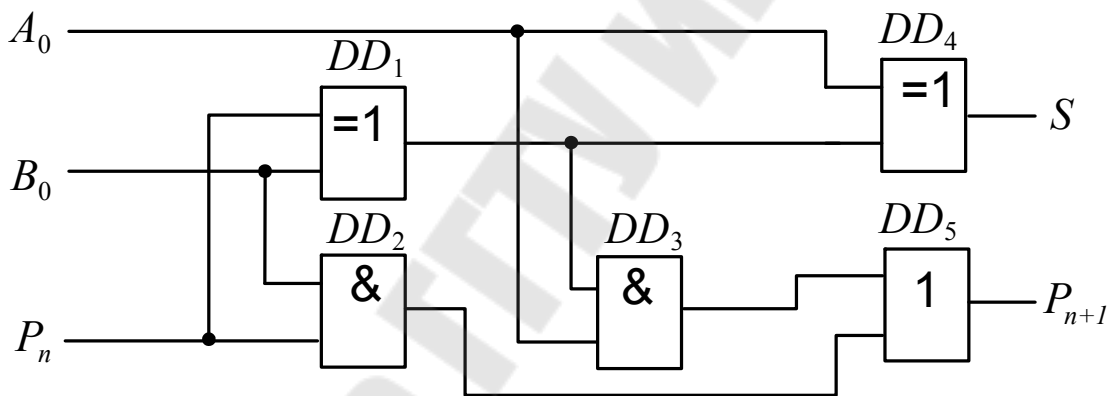 A₀
DD₄
DD₁
=1
=1
S
B₀
DD₂
DD₃
DD₅
&
&
1
Pₙ
Pₙ₊₁